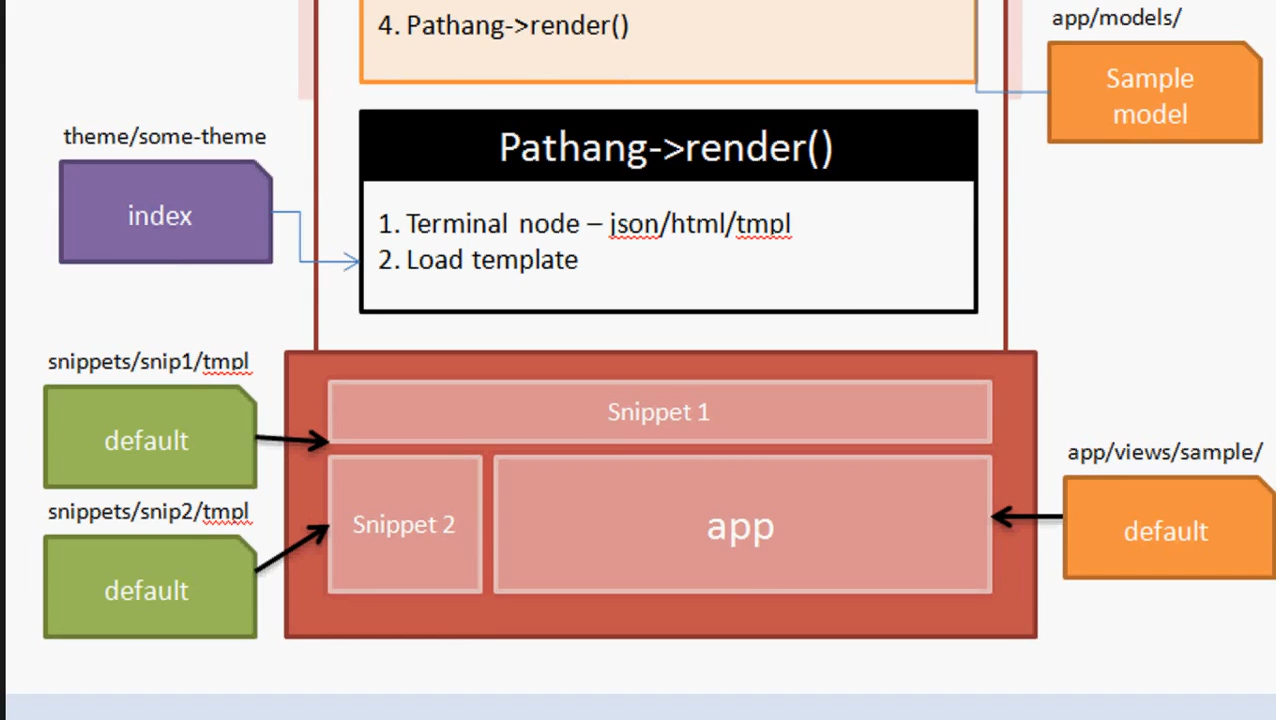 4. Pathang->render()
app/models/
Sample
model
theme/some-theme
index
Pathang->render()
1. Terminal node – json/html/tmpl
2. Load template
snippets/snip1/tmpl
default
Snippet 1
snippets/snip2/tmpl
default
Snippet 2
app
app/views/sample/
default